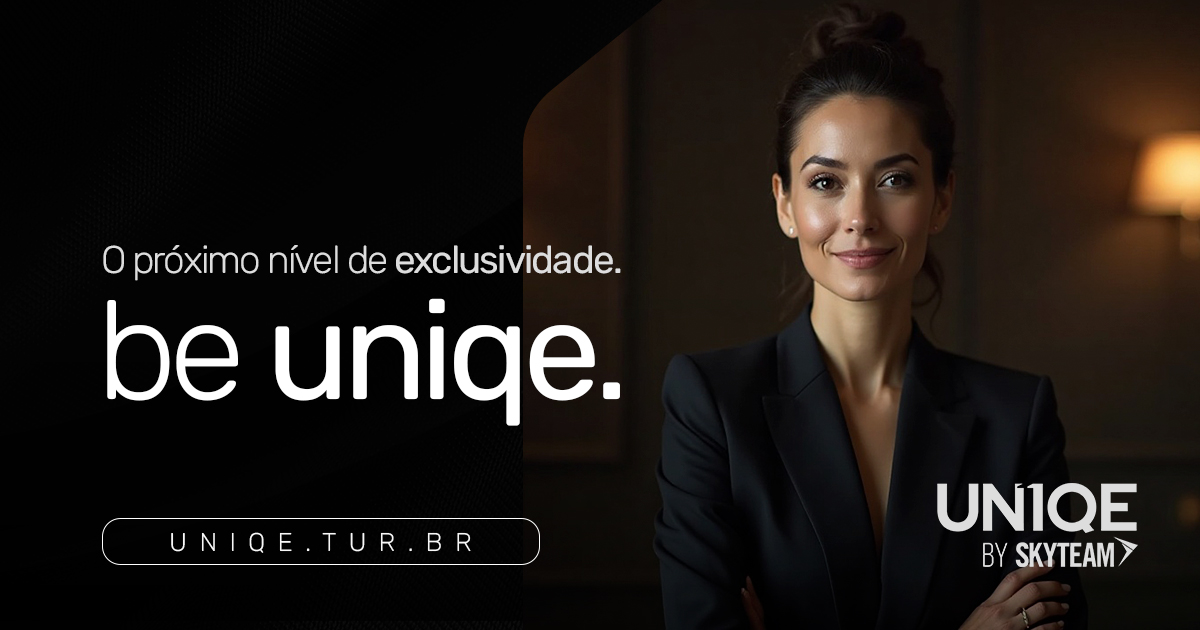 O próximo nível de exclusividade.
be uniqe.
UNIQE.TUR.BR
UN1QE
BY SKYTEAM